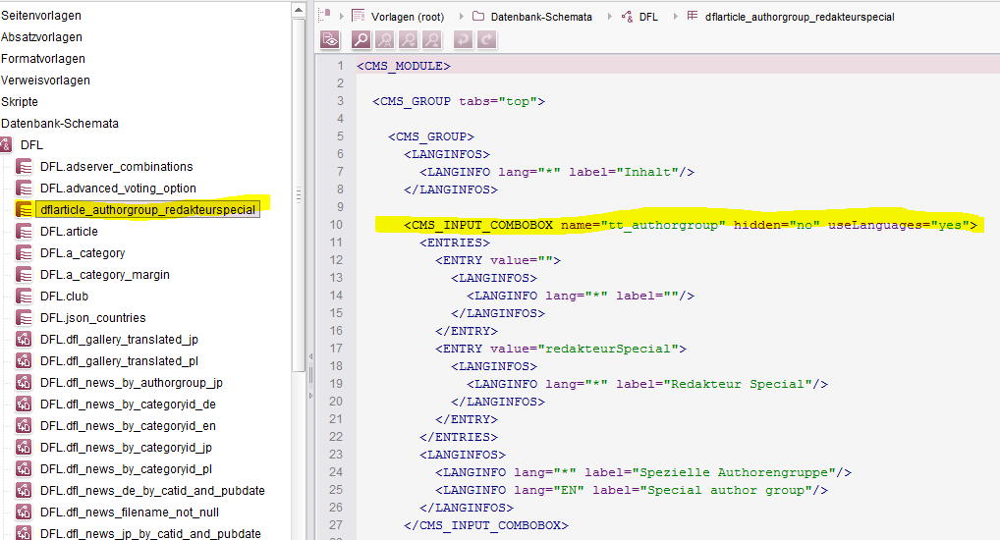 Seitenvorlagen
Absatzvorlagen
Formatvorlagen
Verweisvorlagen
Skripte
Datenbank-Schemata
DFL
DFL.adserver_combinations
DFL.advanced_voting_option
dflarticle_authorgroup_redakteurspecial
DFL.article
DFL.a_category
DFL.a_category_margin
DFL.club
DFL.json_countries
DFL.dfl_gallery_translated_jp
DFL.dfl_gallery_translated_pl
DFL.dfl_news_by_authorgroup_jp
DFL.dfl_news_by_categoryid_de
DFL.dfl_news_by_categoryid_en
DFL.dfl_news_by_categoryid_jp
DFL.dfl_news_by_categoryid_pl
DFL.dfl_news_de_by_catid_and_pubdate
DFL.dfl_news_filename_not_null
DFL.dfl_news_jp_by_catid_and_pubdate
Vorlagen (root) Datenbank-Schemata DFL dflarticle_authorgroup_redakteurspecial
1 <CMS_MODULE>
2
3 <CMS_GROUP tabs="top">
4
5 <CMS_GROUP>
6 <LANGINFOS>
7 <LANGINFO lang="*" label="Inhalt"/>
8 </LANGINFOS>
9
10 <CMS_INPUT_COMBOBOX name="tt_authorgroup" hidden="no" useLanguages="yes">
11 <ENTRIES>
12 <ENTRY value="">
13 <LANGINFOS>
14 <LANGINFO lang="*" label=""/>
15 </LANGINFOS>
16 </ENTRY>
17 <ENTRY value="redakteurSpecial">
18 <LANGINFOS>
19 <LANGINFO lang="*" label="Redakteur Special"/>
20 </LANGINFOS>
21 </ENTRY>
22 </ENTRIES>
23 <LANGINFOS>
24 <LANGINFO lang="*" label="Spezielle Authorengruppe"/>
25 <LANGINFO lang="EN" label="Special author group"/>
26 </LANGINFOS>
27 </CMS_INPUT_COMBOBOX>